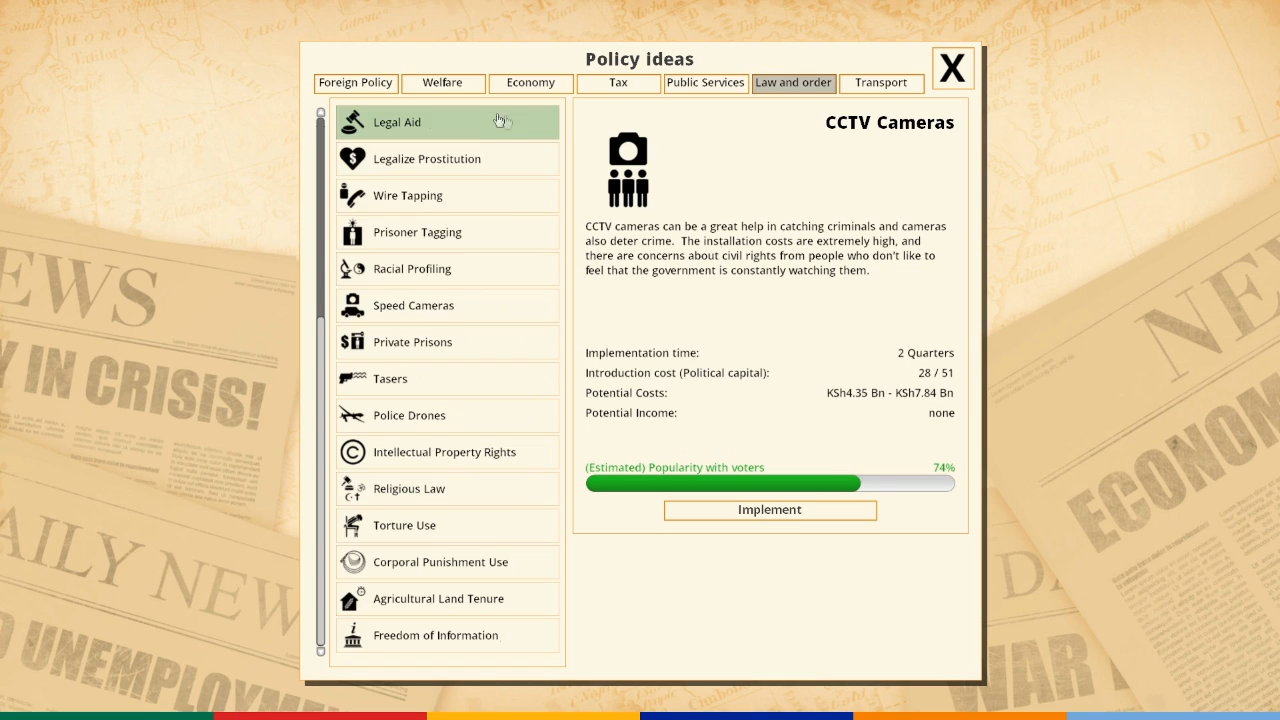 Policy ideas
X
Foreign Policy
Welfare
Economy
Tax
Public Services
Law and order
Transport
Legal Aid
Legalize Prostitution
Wire Tapping
Prisoner Tagging
Racial Profiling
Speed Cameras
Private Prisons
Tasers
Police Drones
Intellectual Property Rights
Religious Law
Torture Use
Corporal Punishment Use
Agricultural Land Tenure
Freedom of Information
CCTV Cameras
CCTV cameras can be a great help in catching criminals and cameras
also deter crime. The installation costs are extremely high, and
there are concerns about civil rights from people who don't like to
feel that the government is constantly watching them.
Implementation time: 2 Quarters
Introduction cost (Political capital): 28 / 51
Potential Costs: KSh4.35 Bn - KSh7.84 Bn
Potential Income: none
(Estimated) Popularity with voters 74%
Implement
EWS
Y IN CRISIS!
AILY NEW
UNEMPLOYM
NE
ECONOM
DA
WAR